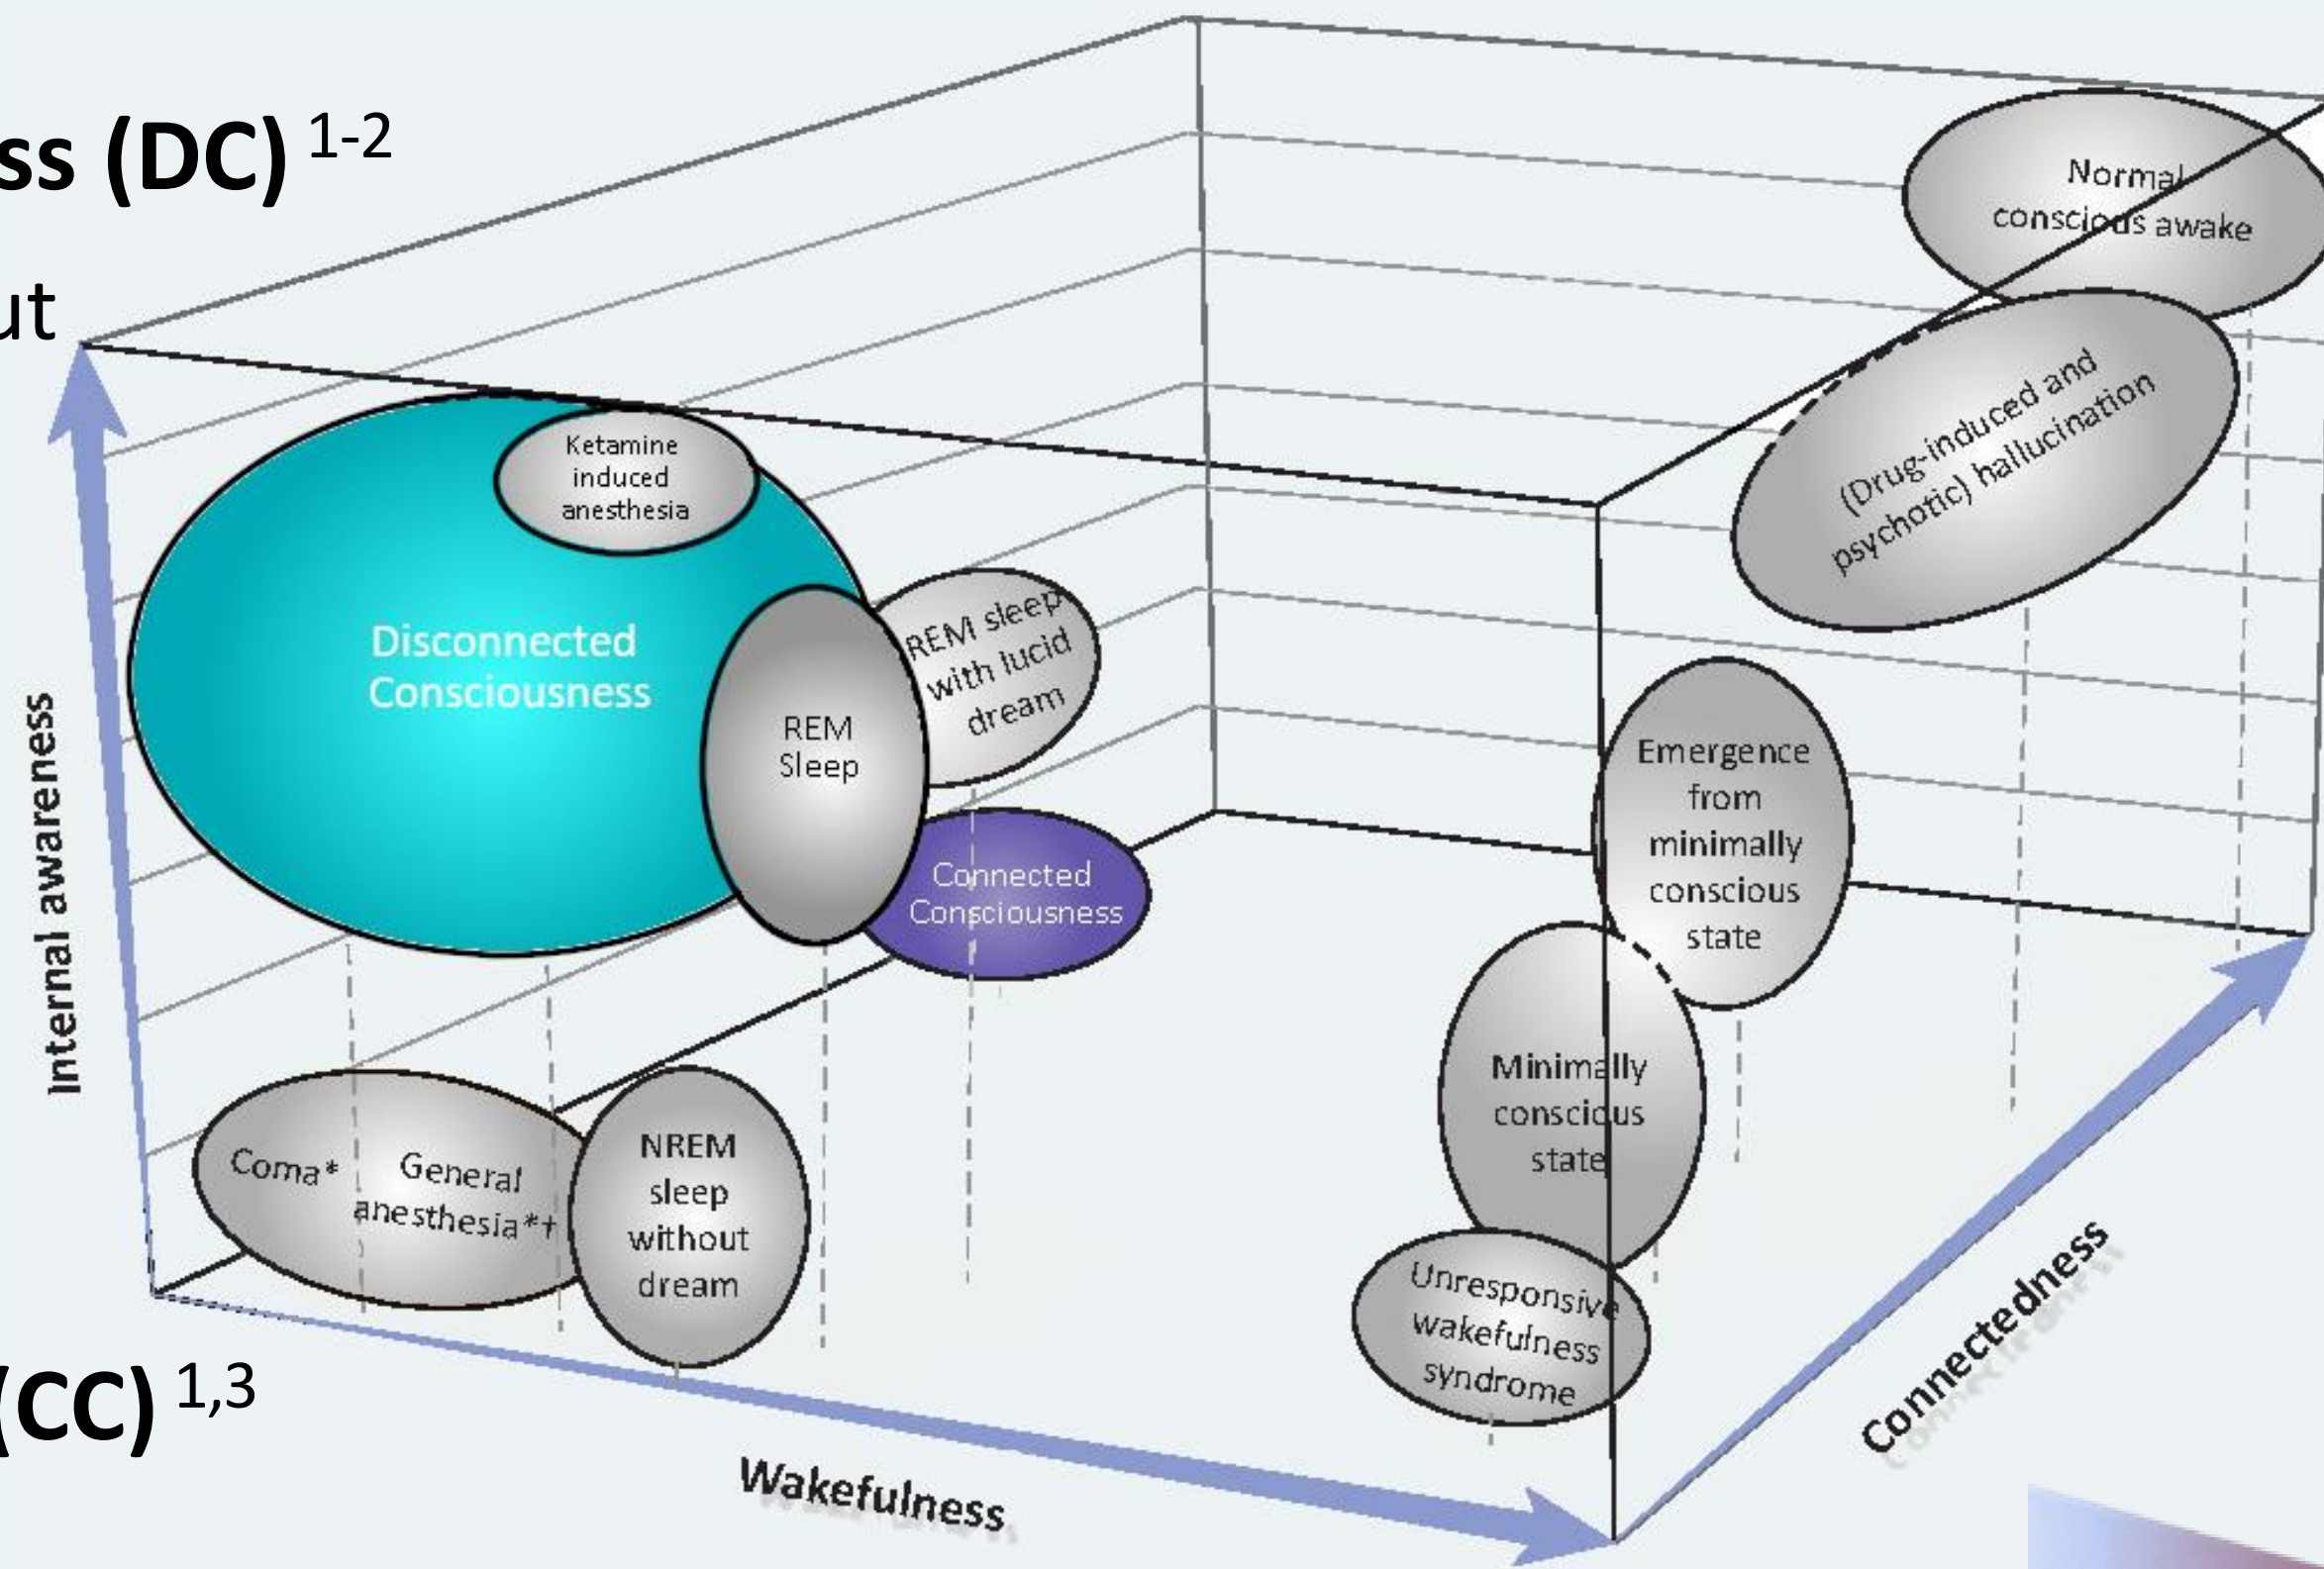 ss (DC) 1-2
ut
(CC) 1,3
Internal awareness
Wakefulness
Connectedness
Normal
conscious awake
(Drug-induced and
psychotic) hallucination
Ketamine
induced
anesthesia
Disconnected
Consciousness
REM sleep
with lucid
dream
REM
Sleep
Connected
Consciousness
Emergence
from
minimally
conscious
state
Minimally
conscious
state
Unresponsive
wakefulness
syndrome
Coma*
General
anesthesia*†
NREM
sleep
without
dream